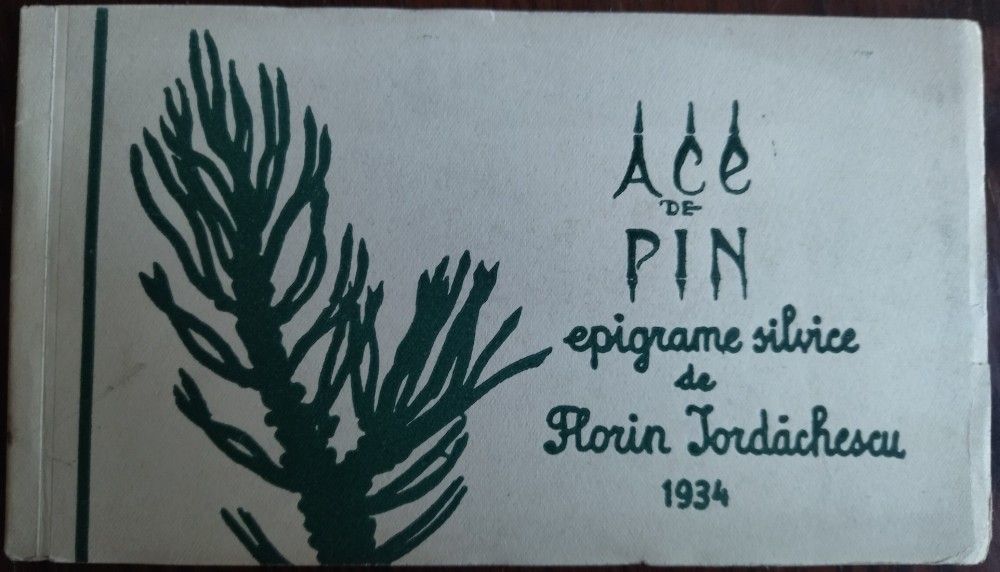 ACE
DE
PIN
epigrame silvice
de
Florin Iordăchescu
1934